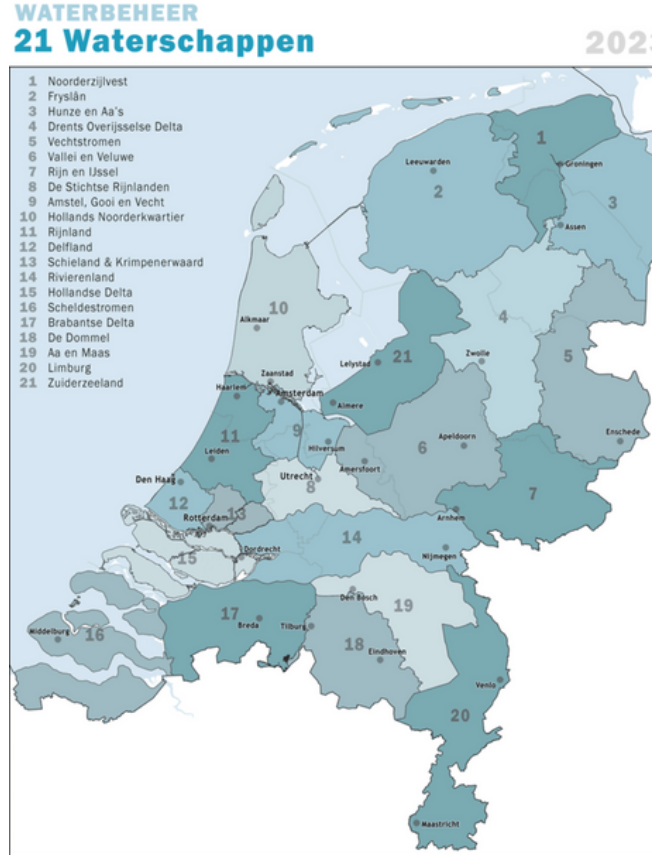 WATERBEHEER
21 Waterschappen 2023
1 Noorderzijlvest
2 Fryslân
3 Hunze en Aa's
4 Drents Overijsselse Delta
5 Vechtstromen
6 Vallei en Veluwe
7 Rijn en IJssel
8 De Stichtse Rijnlanden
9 Amstel, Gooi en Vecht
10 Hollands Noorderkwartier
11 Rijnland
12 Delfland
13 Schieland & Krimpenerwaard
14 Rivierenland
15 Hollandse Delta
16 Scheldestromen
17 Brabantse Delta
18 De Dommel
19 Aa en Maas
20 Limburg
21 Zuiderzeeland
1
Groningen
Leeuwarden
2
3
Assen
10
Alkmaar
4
Zwolle
5
Lelystad
21
Zaanstad
Haarlem
Amsterdam
Almere
9
11
Hilversum
6
Apeldoorn
Enschede
Leiden
Amersfoort
Utrecht
8
Den Haag
7
12
13
Rotterdam
Arnhem
14
Dordrecht
15
Nijmegen
Den Bosch
19
17
Breda
Tilburg
Middelburg
16
18
Eindhoven
Venlo
20
Maastricht